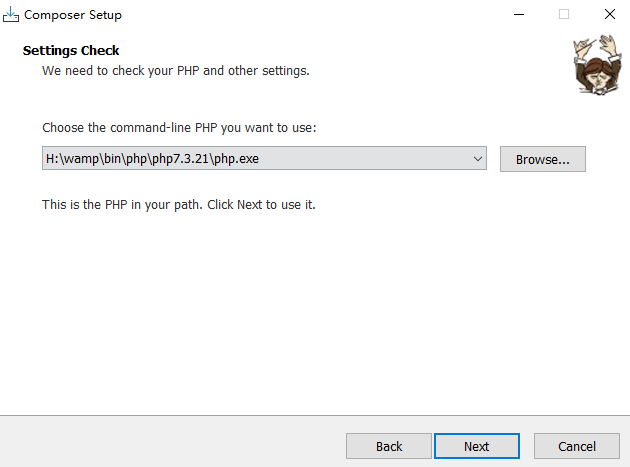 Composer Setup
Settings Check
We need to check your PHP and other settings.
Choose the command-line PHP you want to use:
H:\wamp\bin\php\php7.3.21\php.exe
Browse...
This is the PHP in your path. Click Next to use it.
Back
Next
Cancel